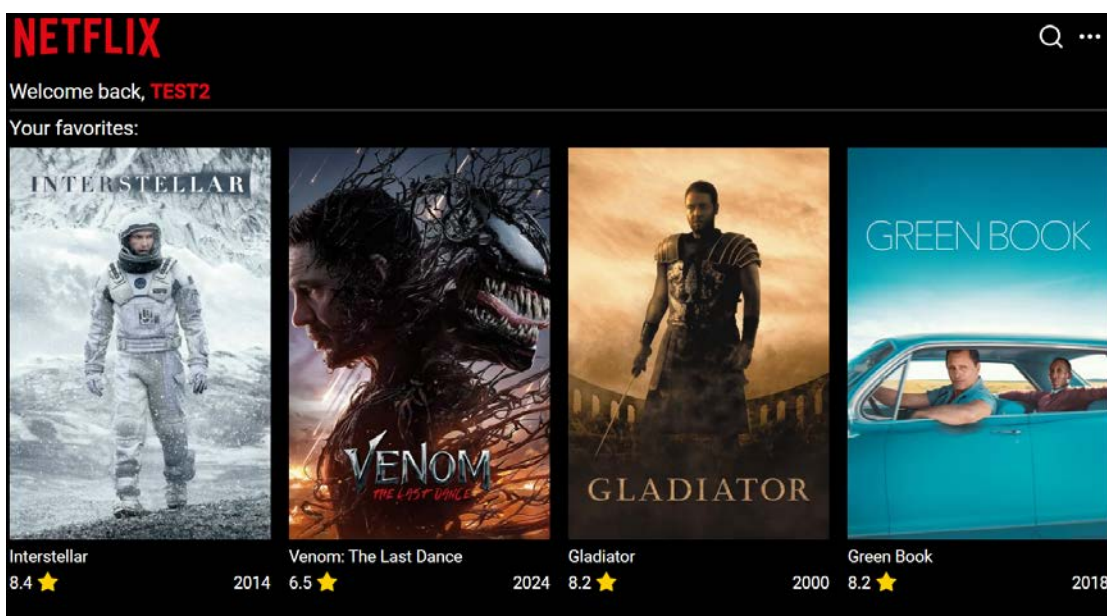 NETFLIX
Welcome back, TEST2
Your favorites:
INTERSTELLAR
VENOM
THE LAST DANCE
GLADIATOR
GREEN BOOK
Interstellar
8.4 2014
Venom: The Last Dance
6.5 2024
Gladiator
8.2 2000
Green Book
8.2 2018